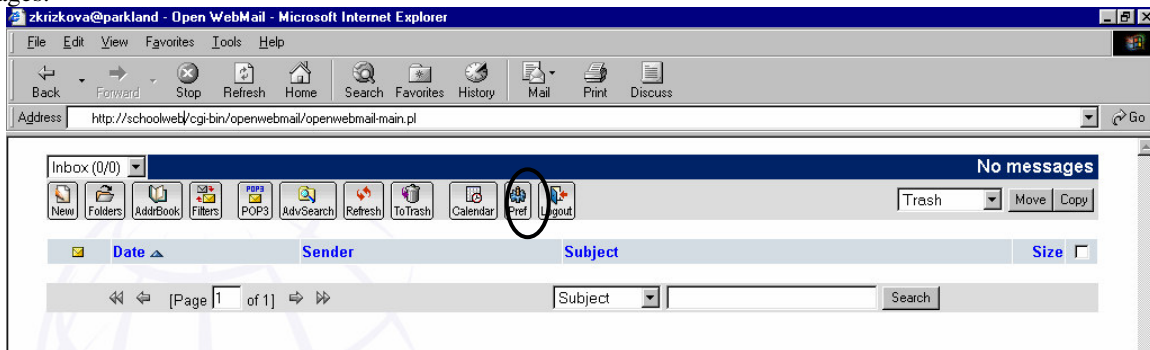 ages.
zkrizkova@parkland - Open WebMail - Microsoft Internet Explorer
File Edit View Favorites Tools Help
Back Forward Stop Refresh Home Search Favorites History Mail Print Discuss
Address http://schoolweb/cgi-bin/openwebmail/openwebmail-main.pl Go
Inbox (0/0) No messages
New Folders AddrBook Filters POP3 POP3 AdvSearch Refresh ToTrash Calendar Pref Logout Trash Move Copy
Date Sender Subject Size
[Page 1 of 1] Subject Search